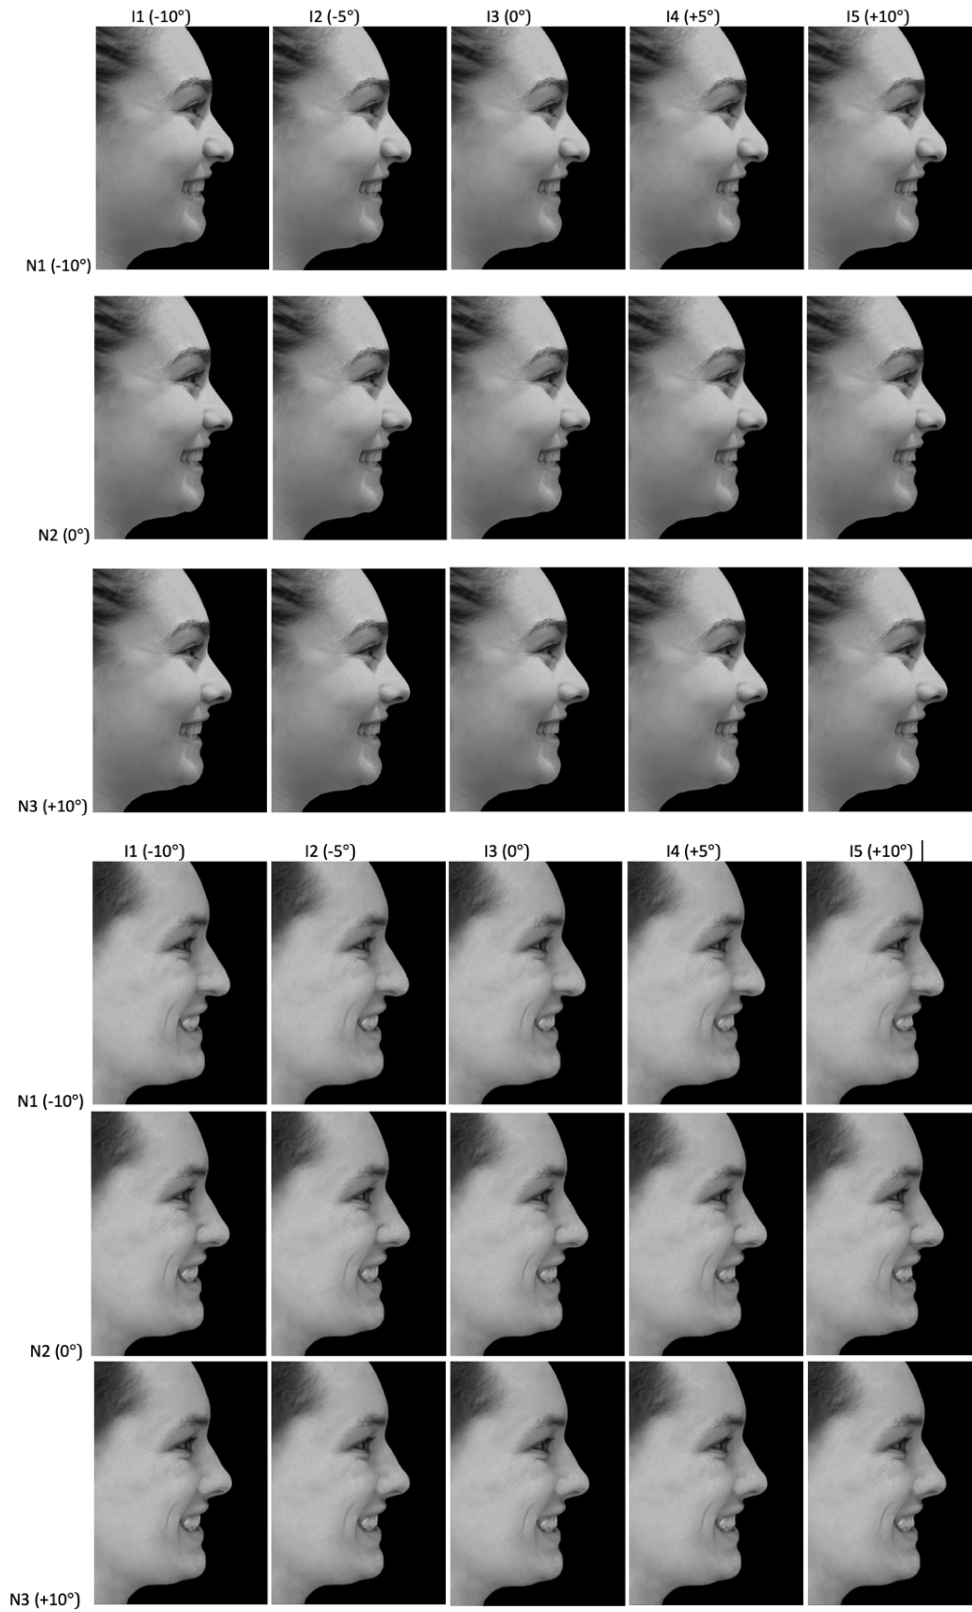 I1 (-10°) I2 (-5°) I3 (0°) I4 (+5°) I5 (+10°)
N1 (-10°)
N2 (0°)
N3 (+10°)
I1 (-10°) I2 (-5°) I3 (0°) I4 (+5°) I5 (+10°)
N1 (-10°)
N2 (0°)
N3 (+10°)